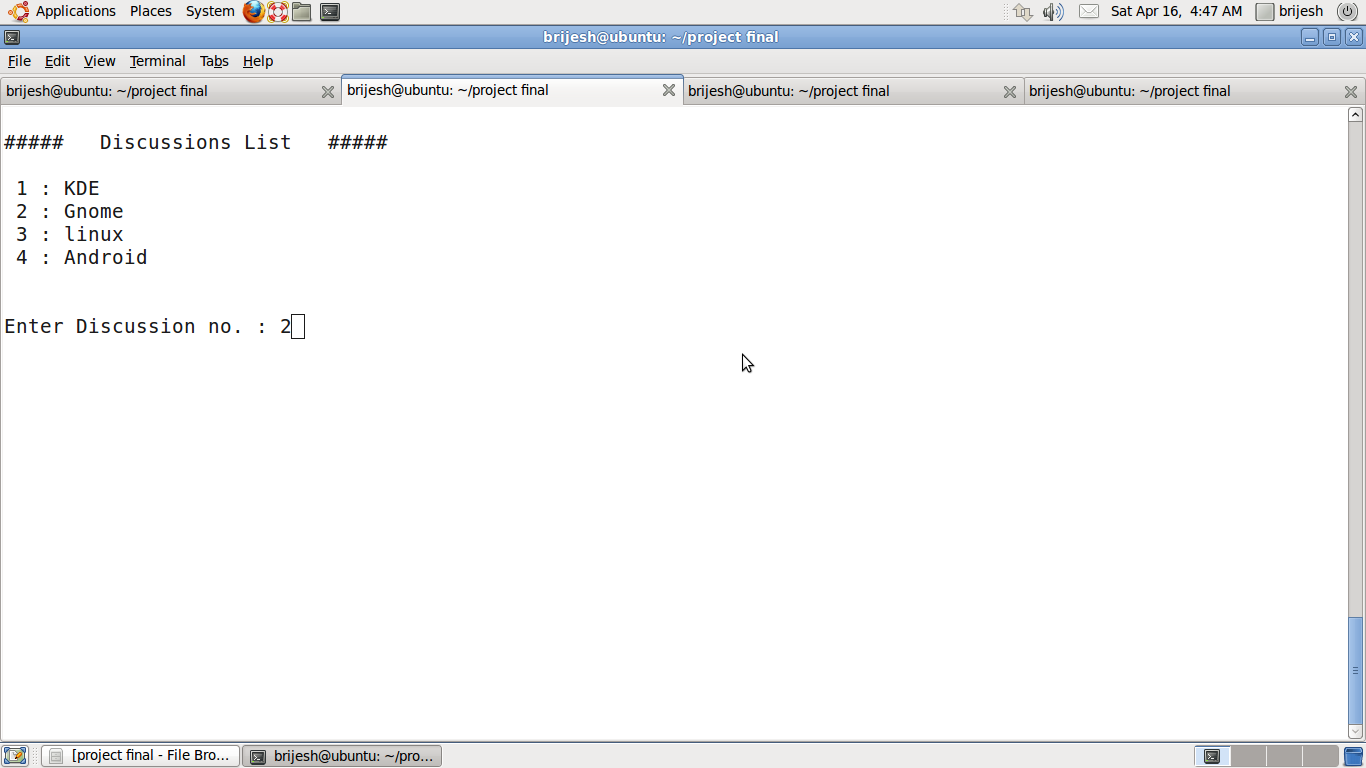 Applications Places System
Sat Apr 16, 4:47 AM brijesh
brijesh@ubuntu: ~/project final
File Edit View Terminal Tabs Help
brijesh@ubuntu: ~/project final brijesh@ubuntu: ~/project final brijesh@ubuntu: ~/project final brijesh@ubuntu: ~/project final
##### Discussions List #####
1 : KDE
2 : Gnome
3 : linux
4 : Android
Enter Discussion no. : 2
[project final - File Bro... brijesh@ubuntu: ~/pro...